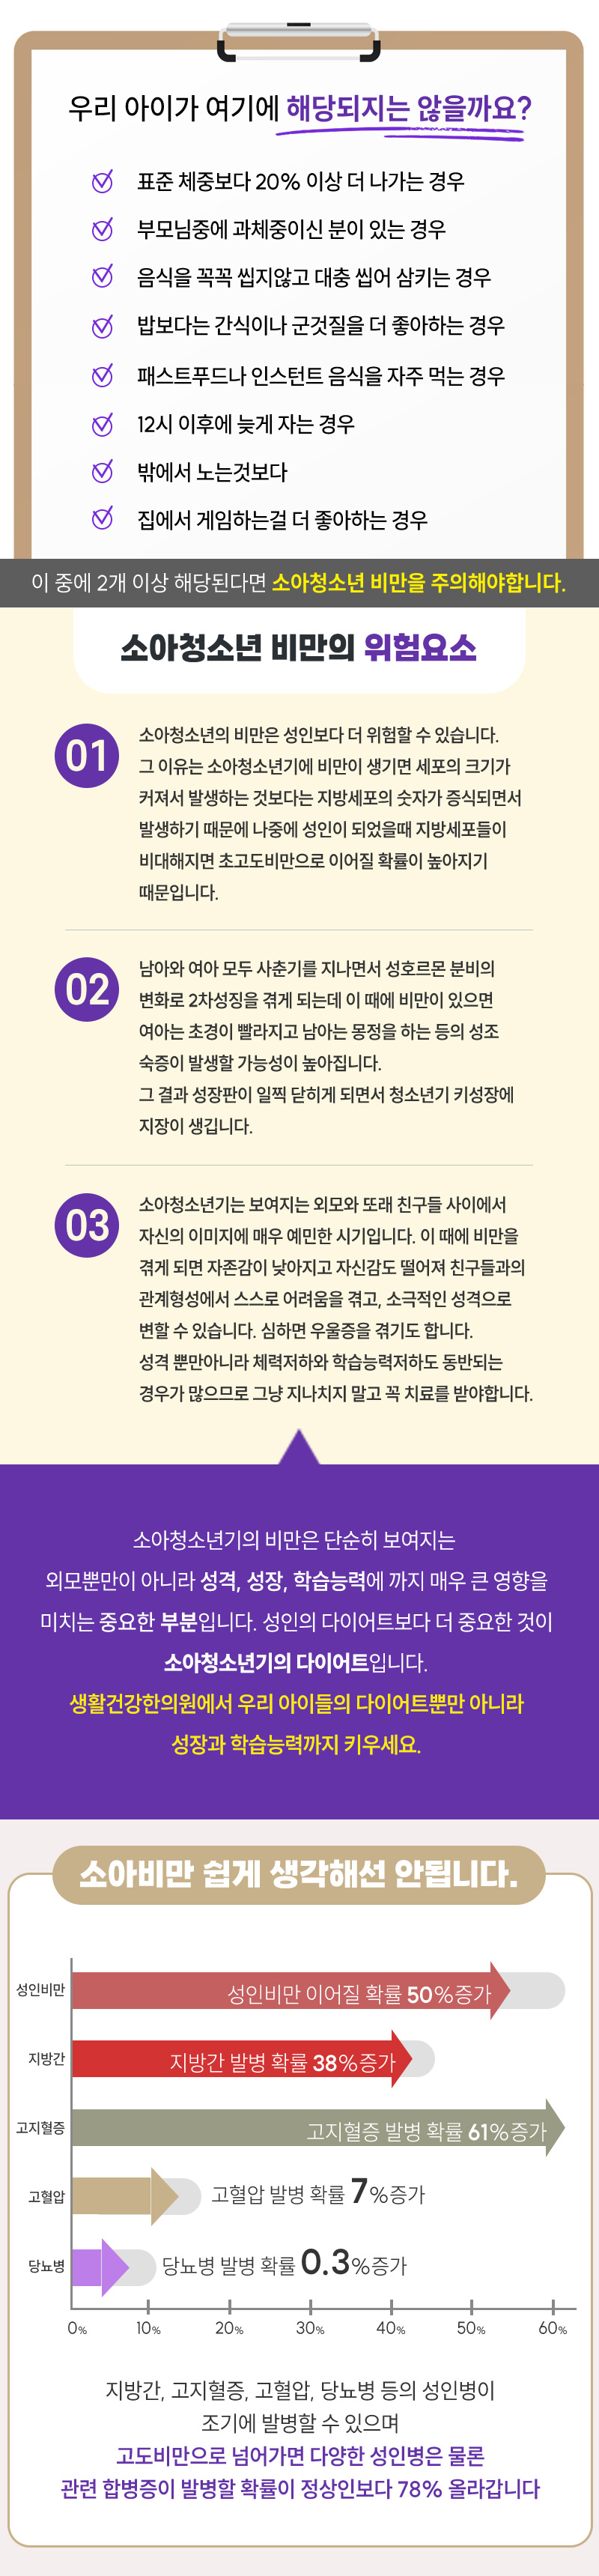 우리 아이가 여기에 해당되지는 않을까요?
표준 체중보다 20% 이상 더 나가는 경우
부모님중에 과체중이신 분이 있는 경우
음식을 꼭꼭 씹지않고 대충 씹어 삼키는 경우
밥보다는 간식이나 군것질을 더 좋아하는 경우
패스트푸드나 인스턴트 음식을 자주 먹는 경우
12시 이후에 늦게 자는 경우
밖에서 노는것보다
집에서 게임하는걸 더 좋아하는 경우
이 중에 2개 이상 해당된다면 소아청소년 비만을 주의해야합니다.
소아청소년 비만의 위험요소
01
소아청소년의 비만은 성인보다 더 위험할 수 있습니다.
그 이유는 소아청소년기에 비만이 생기면 세포의 크기가
커져서 발생하는 것보다는 지방세포의 숫자가 증식되면서
발생하기 때문에 나중에 성인이 되었을때 지방세포들이
비대해지면 초고도비만으로 이어질 확률이 높아지기
때문입니다.
02
남아와 여아 모두 사춘기를 지나면서 성호르몬 분비의
변화로 2차성징을 겪게 되는데 이 때에 비만이 있으면
여아는 초경이 빨라지고 남아는 몽정을 하는 등의 성조
숙증이 발생할 가능성이 높아집니다.
그 결과 성장판이 일찍 닫히게 되면서 청소년기 키성장에
지장이 생깁니다.
03
소아청소년기는 보여지는 외모와 또래 친구들 사이에서
자신의 이미지에 매우 예민한 시기입니다. 이 때에 비만을
겪게 되면 자존감이 낮아지고 자신감도 떨어져 친구들과의
관계형성에서 스스로 어려움을 겪고, 소극적인 성격으로
변할 수 있습니다. 심하면 우울증을 겪기도 합니다.
성격 뿐만아니라 체력저하와 학습능력저하도 동반되는
경우가 많으므로 그냥 지나치지 말고 꼭 치료를 받야합니다.
소아청소년기의 비만은 단순히 보여지는
외모뿐만이 아니라 성격, 성장, 학습능력에 까지 매우 큰 영향을
미치는 중요한 부분입니다. 성인의 다이어트보다 더 중요한 것이
소아청소년기의 다이어트입니다.
생활건강한의원에서 우리 아이들의 다이어트뿐만 아니라
성장과 학습능력까지 키우세요.
소아비만 쉽게 생각해선 안됩니다.
성인비만 성인비만 이어질 확률 50%증가
지방간 지방간 발병 확률 38%증가
고지혈증 고지혈증 발병 확률 61%증가
고혈압 고혈압 발병 확률 7%증가
당뇨병 당뇨병 발병 확률 0.3%증가
0% 10% 20% 30% 40% 50% 60%
지방간, 고지혈증, 고혈압, 당뇨병 등의 성인병이
조기에 발병할 수 있으며
고도비만으로 넘어가면 다양한 성인병은 물론
관련 합병증이 발병할 확률이 정상인보다 78% 올라갑니다